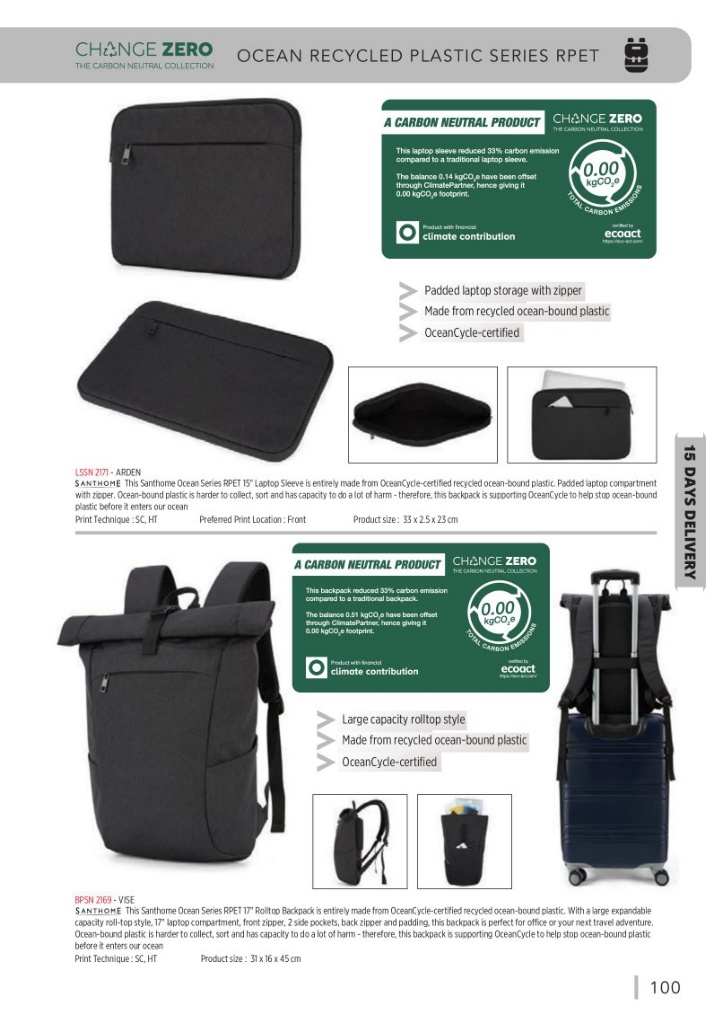 CHANGE ZERO
THE CARBON NEUTRAL COLLECTION
OCEAN RECYCLED PLASTIC SERIES RPET
A CARBON NEUTRAL PRODUCT
CHANGE ZERO
THE CARBON NEUTRAL COLLECTION
This laptop sleeve reduced 33% carbon emission
compared to a traditional laptop sleeve.
The balance 0.14 kgCO₂e have been offset
through ClimatePartner, hence giving it
0.00 kgCO₂e footprint.
0.00
kgCO₂e
TOTAL CARBON EMISSIONS
Product with financial
climate contribution
certified by
ecoact
https://eco-act.com/
Padded laptop storage with zipper
Made from recycled ocean-bound plastic
OceanCycle-certified
LSSN 2171 - ARDEN
SANTHOME This Santhome Ocean Series RPET 15" Laptop Sleeve is entirely made from OceanCycle-certified recycled ocean-bound plastic. Padded laptop compartment
with zipper. Ocean-bound plastic is harder to collect, sort and has capacity to do a lot of harm - therefore, this backpack is supporting OceanCycle to help stop ocean-bound
plastic before it enters our ocean
Print Technique : SC, HT Preferred Print Location : Front Product size : 33 x 2.5 x 23 cm
15 DAYS DELIVERY
A CARBON NEUTRAL PRODUCT
CHANGE ZERO
THE CARBON NEUTRAL COLLECTION
This backpack reduced 33% carbon emission
compared to a traditional backpack.
The balance 0.51 kgCO₂e have been offset
through ClimatePartner, hence giving it
0.00 kgCO₂e footprint.
0.00
kgCO₂e
TOTAL CARBON EMISSIONS
Product with financial
climate contribution
certified by
ecoact
https://eco-act.com/
Large capacity rolltop style
Made from recycled ocean-bound plastic
OceanCycle-certified
BPSN 2169 - VISE
SANTHOME This Santhome Ocean Series RPET 17" Rolltop Backpack is entirely made from OceanCycle-certified recycled ocean-bound plastic. With a large expandable
capacity roll-top style, 17" laptop compartment, front zipper, 2 side pockets, back zipper and padding, this backpack is perfect for office or your next travel adventure.
Ocean-bound plastic is harder to collect, sort and has capacity to do a lot of harm - therefore, this backpack is supporting OceanCycle to help stop ocean-bound plastic
before it enters our ocean
Print Technique : SC, HT Product size : 31 x 16 x 45 cm
100